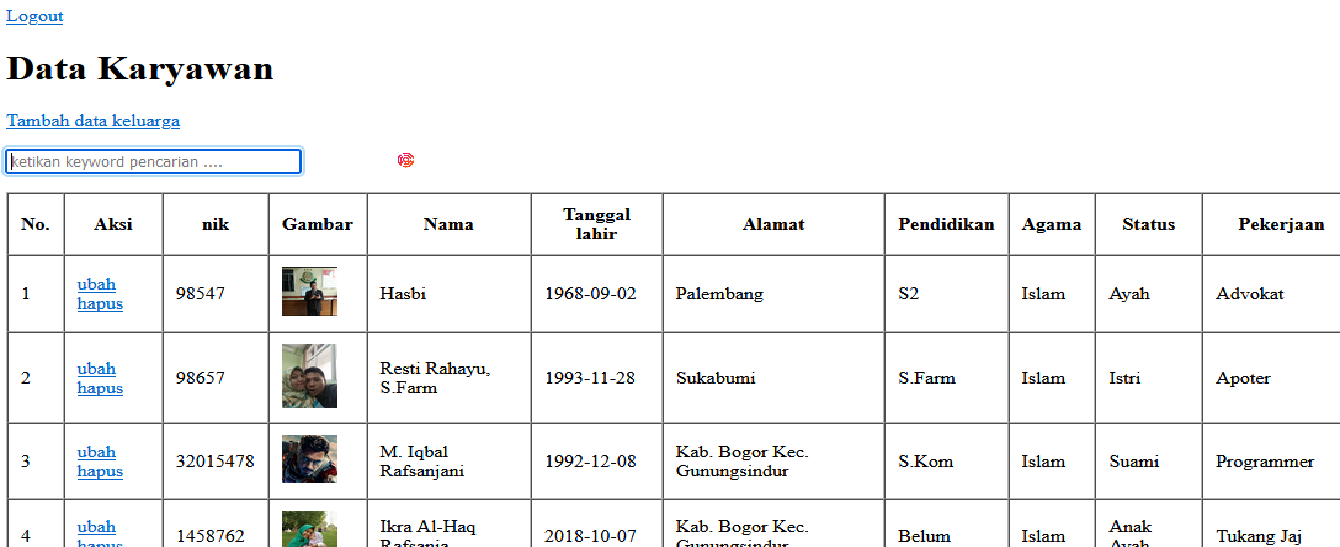 Logout
Data Karyawan
Tambah data keluarga
ketikan keyword pencarian ....
No. Aksi nik Gambar Nama Tanggal lahir Alamat Pendidikan Agama Status Pekerjaan
1 ubah hapus 98547 Hasbi 1968-09-02 Palembang S2 Islam Ayah Advokat
2 ubah hapus 98657 Resti Rahayu, S.Farm 1993-11-28 Sukabumi S.Farm Islam Istri Apoter
3 ubah hapus 32015478 M. Iqbal Rafsanjani 1992-12-08 Kab. Bogor Kec. Gunungsindur S.Kom Islam Suami Programmer
4 ubah hapus 1458762 Ikra Al-Haq Rafsanja 2018-10-07 Kab. Bogor Kec. Gunungsindur Belum Islam Anak Ayah Tukang Jaj